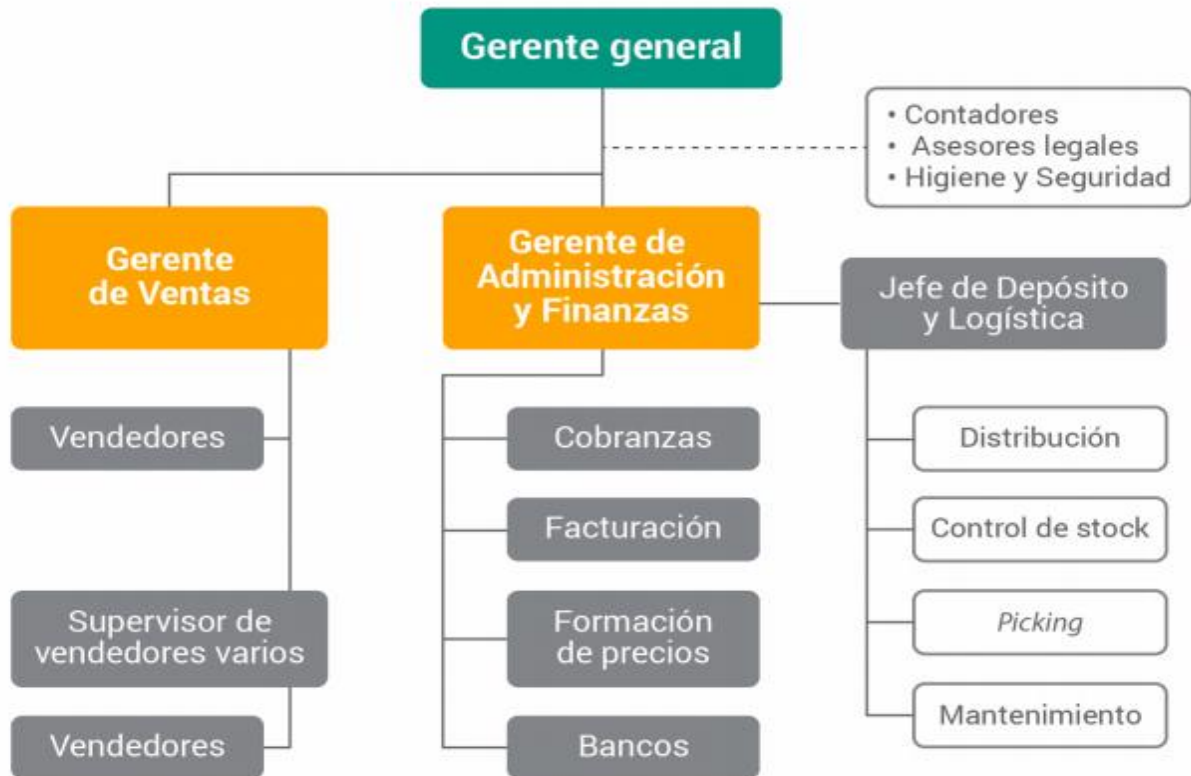 Gerente general
• Contadores
• Asesores legales
• Higiene y Seguridad
Gerente
de Ventas
Gerente de
Administración
y Finanzas
Jefe de Depósito
y Logística
Vendedores
Supervisor de
vendedores varios
Vendedores
Cobranzas
Facturación
Formación
de precios
Bancos
Distribución
Control de stock
Picking
Mantenimiento